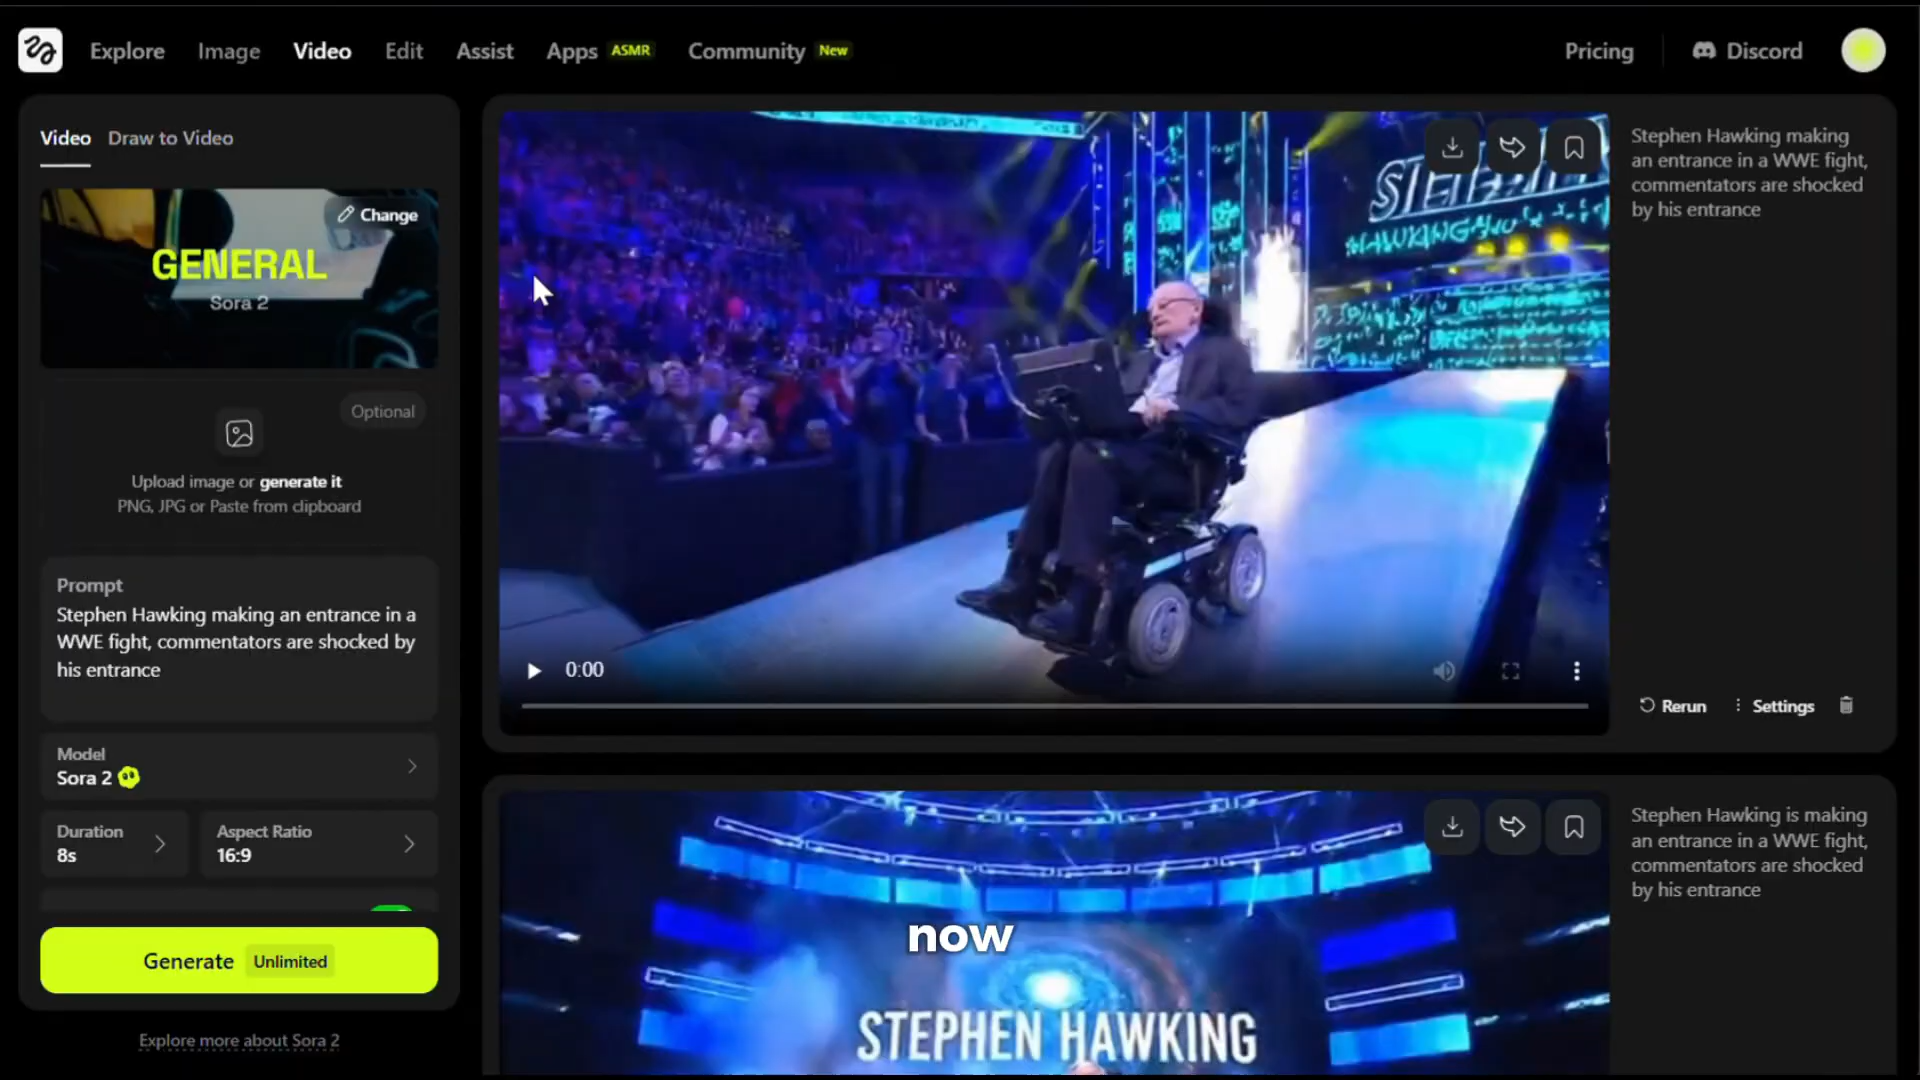 Explore Image Video Edit Assist Apps ASMR Community New Pricing Discord
Video Draw to Video
Change
GENERAL
Sora 2
Optional
Upload image or generate it
PNG, JPG or Paste from clipboard
Prompt
Stephen Hawking making an entrance in a
WWE fight, commentators are shocked by
his entrance
Model
Sora 2
Duration
8s
Aspect Ratio
16:9
Generate Unlimited
Explore more about Sora 2
0:00
Stephen Hawking making
an entrance in a WWE fight,
commentators are shocked
by his entrance
Rerun Settings
now
STEPHEN HAWKING
Stephen Hawking is making
an entrance in a WWE fight,
commentators are shocked
by his entrance